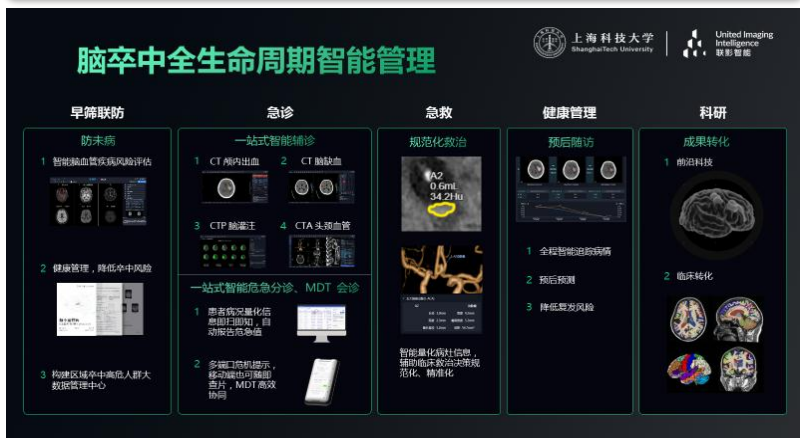 脑卒中全生命周期智能管理
上海科技大学
ShanghaiTech University
United Imaging
Intelligence
联影智能
早筛联防
急诊
急救
健康管理
科研
防未病
1 智能脑血管疾病风险评估
2 健康管理，降低卒中风险
3 构建区域卒中高危人群大
数据管理中心
一站式智能辅诊
1 CT 颅内出血
2 CT 脑缺血
3 CTP 脑灌注
4 CTA 头颈血管
一站式智能危急分诊、MDT 会诊
1 患者病况量化信
息即扫即知，自
动报告危急值
2 多端口危机提示，
移动端也可随即
查片，MDT高效
协同
规范化救治
A2
0.6mL
34.2Hu
智能量化病灶信息，
辅助临床救治决策规
范化、精准化
预后随访
1 全程智能追踪病情
2 预后预测
3 降低复发风险
成果转化
1 前沿科技
2 临床转化